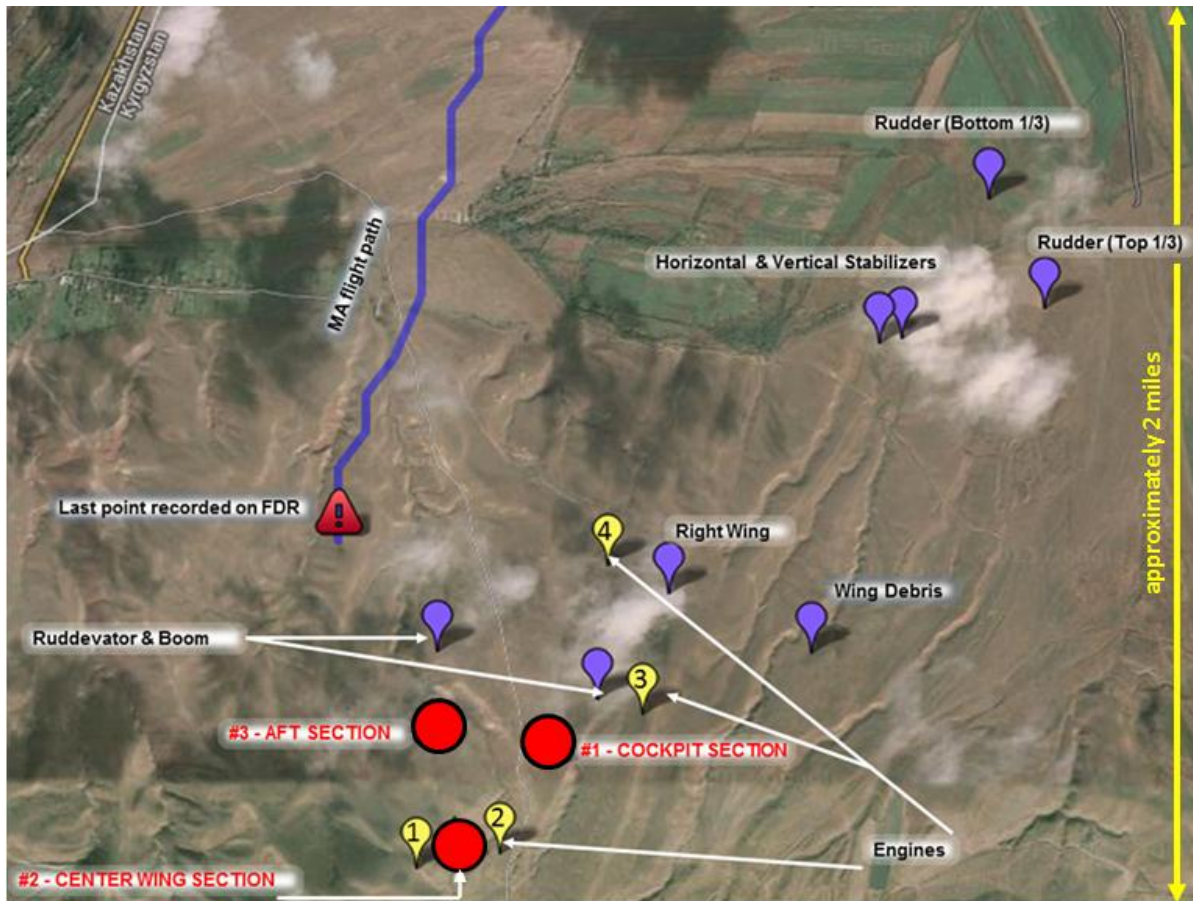 Kazakhstan
Kyrgyzstan
Rudder (Bottom 1/3)
MA flight path
Horizontal & Vertical Stabilizers
Rudder (Top 1/3)
approximately 2 miles
Last point recorded on FDR
4
Right Wing
Wing Debris
Ruddevator & Boom
3
#3 - AFT SECTION
#1 - COCKPIT SECTION
1
2
Engines
#2 - CENTER WING SECTION